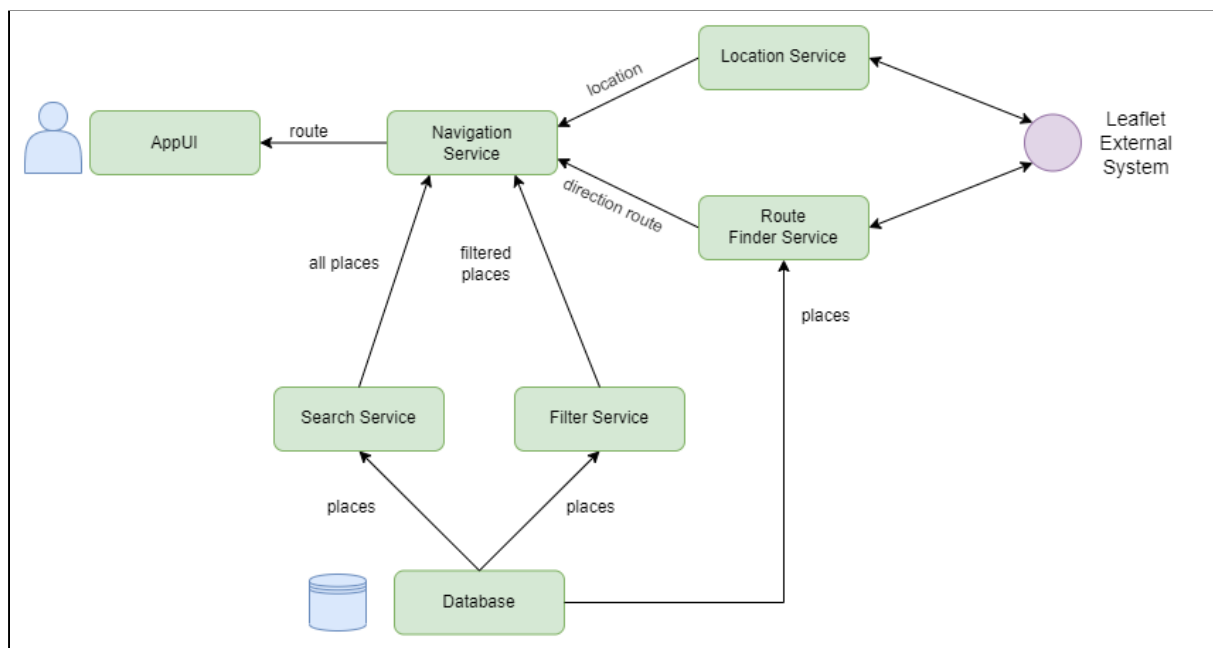 Location Service
location
Leaflet
External
System
AppUI
route
Navigation
Service
direction route
Route
Finder Service
all places
filtered
places
places
Search Service
Filter Service
places
places
Database